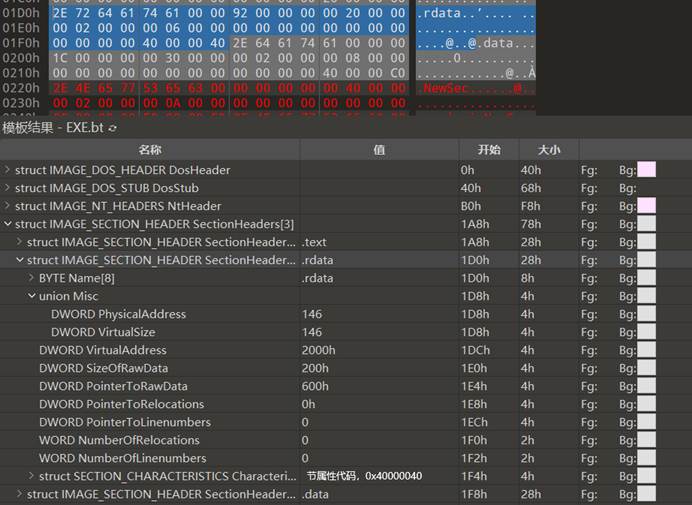 01D0h 2E 72 64 61 74 61 00 00 92 00 00 00 00 20 00 00 .rdata..'.... ..
01E0h 00 02 00 00 00 06 00 00 00 00 00 00 00 00 00 00 ................
01F0h 00 00 00 00 40 00 00 40 2E 64 61 74 61 00 00 00 ....@..@.data...
0200h 1C 00 00 00 00 30 00 00 00 02 00 00 00 08 00 00 .....0..........
0210h 00 00 00 00 00 00 00 00 00 00 00 00 40 00 00 C0 ............@..À
0220h 2E 4E 65 77 53 65 63 00 00 00 00 00 00 40 00 00 .NewSec......@..
0230h 00 02 00 00 00 0A 00 00 00 00 00 00 00 00 00 00 ................
模板结果 - EXE.bt
名称 值 开始 大小
struct IMAGE_DOS_HEADER DosHeader 0h 40h Fg: Bg:
struct IMAGE_DOS_STUB DosStub 40h 68h Fg: Bg:
struct IMAGE_NT_HEADERS NtHeader B0h F8h Fg: Bg:
struct IMAGE_SECTION_HEADER SectionHeaders[3] 1A8h 78h Fg: Bg:
struct IMAGE_SECTION_HEADER SectionHeader... .text 1A8h 28h Fg: Bg:
struct IMAGE_SECTION_HEADER SectionHeader... .rdata 1D0h 28h Fg: Bg:
BYTE Name[8] .rdata 1D0h 8h Fg: Bg:
union Misc 1D8h 4h Fg: Bg:
DWORD PhysicalAddress 146 1D8h 4h Fg: Bg:
DWORD VirtualSize 146 1D8h 4h Fg: Bg:
DWORD VirtualAddress 2000h 1DCh 4h Fg: Bg:
DWORD SizeOfRawData 200h 1E0h 4h Fg: Bg:
DWORD PointerToRawData 600h 1E4h 4h Fg: Bg:
DWORD PointerToRelocations 0h 1E8h 4h Fg: Bg:
DWORD PointerToLinenumbers 0 1ECh 4h Fg: Bg:
WORD NumberOfRelocations 0 1F0h 2h Fg: Bg:
WORD NumberOfLinenumbers 0 1F2h 2h Fg: Bg:
struct SECTION_CHARACTERISTICS Characteri... 节属性代码，0x40000040 1F4h 4h Fg: Bg:
struct IMAGE_SECTION_HEADER SectionHeader... .data 1F8h 28h Fg: Bg: